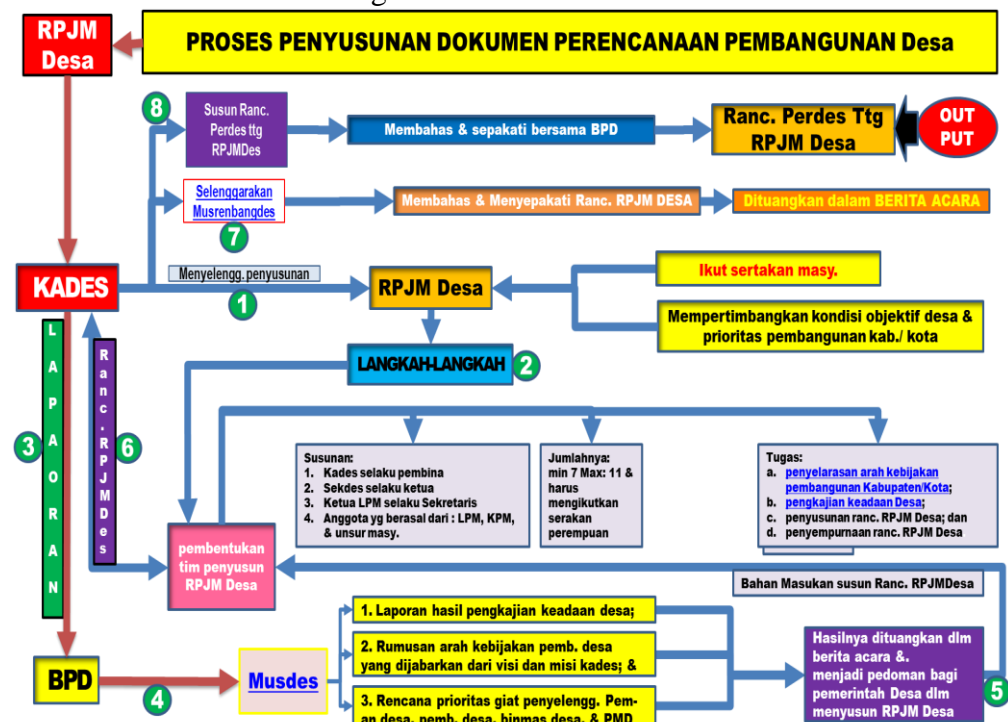 RPJM
Desa
PROSES PENYUSUNAN DOKUMEN PERENCANAAN PEMBANGUNAN Desa
8
Susun Ranc.
Perdes ttg
RPJMDes
Membahas & sepakati bersama BPD
Ranc. Perdes Ttg
RPJM Desa
OUT
PUT
Selenggarakan
Musrenbangdes
7
Membahas & Menyepakati Ranc. RPJM DESA
Dituangkan dalam BERITA ACARA
KADES
Menyelengg. penyusunan
1
RPJM Desa
Ikut sertakan masy.
Mempertimbangkan kondisi objektif desa &
prioritas pembangunan kab./ kota
LANGKAH-LANGKAH
2
3
LAPAORAN
Ranc.RPJMDes
6
Susunan:
1. Kades selaku pembina
2. Sekdes selaku ketua
3. Ketua LPM selaku Sekretaris
4. Anggota yg berasal dari : LPM, KPM,
& unsur masy.
Jumlahnya:
min 7 Max: 11 &
harus
mengikutkan
serakan
perempuan
Tugas:
a. penyelarasan arah kebijakan
pembangunan Kabupaten/Kota;
b. pengkajian keadaan Desa;
c. penyusunan ranc. RPJM Desa; dan
d. penyempurnaan ranc. RPJM Desa
pembentukan
tim penyusun
RPJM Desa
Bahan Masukan susun Ranc. RPJMDesa
BPD
4
Musdes
1. Laporan hasil pengkajian keadaan desa;
2. Rumusan arah kebijakan pemb. desa
yang dijabarkan dari visi dan misi kades; &
3. Rencana prioritas giat penyelengg. Pem-
an desa, pemb. desa, binmas desa, & PMD
Hasilnya dituangkan dlm
berita acara &.
menjadi pedoman bagi
pemerintah Desa dlm
menyusun RPJM Desa
5